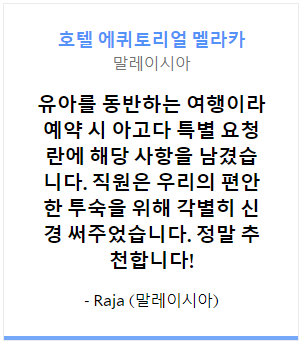 호텔 에퀴토리얼 멜라카
말레이시아
유아를 동반하는 여행이라
예약 시 아고다 특별 요청
란에 해당 사항을 남겼습
니다. 직원은 우리의 편안
한 투숙을 위해 각별히 신
경 써주었습니다. 정말 추
천합니다!
- Raja (말레이시아)